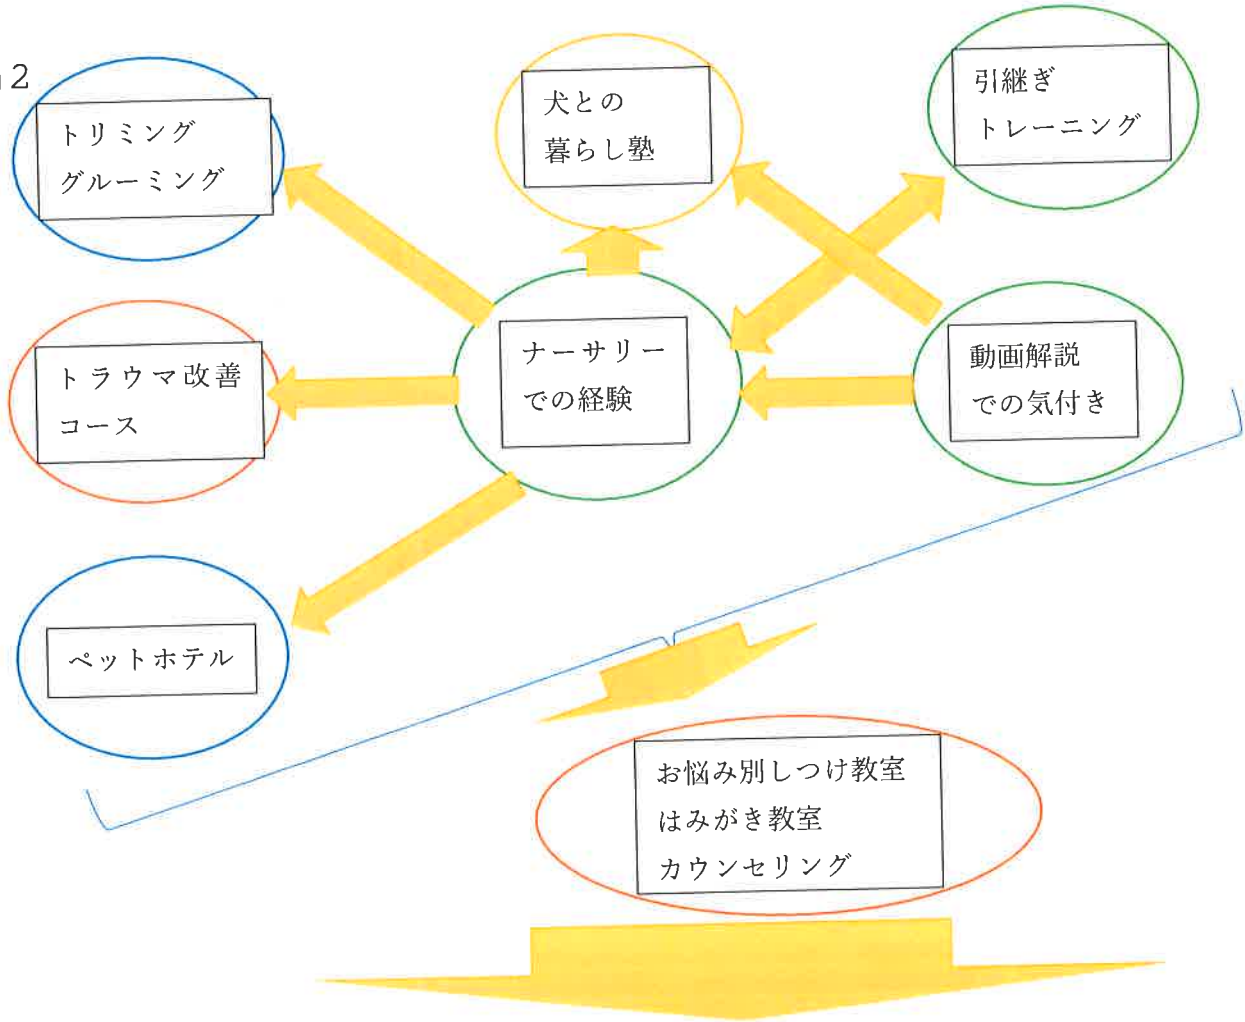 2
トリミング
グルーミング
犬との
暮らし塾
引継ぎ
トレーニング
トラウマ改善
コース
ナーサリー
での経験
動画解説
での気付き
ペットホテル
お悩み別しつけ教室
はみがき教室
カウンセリング